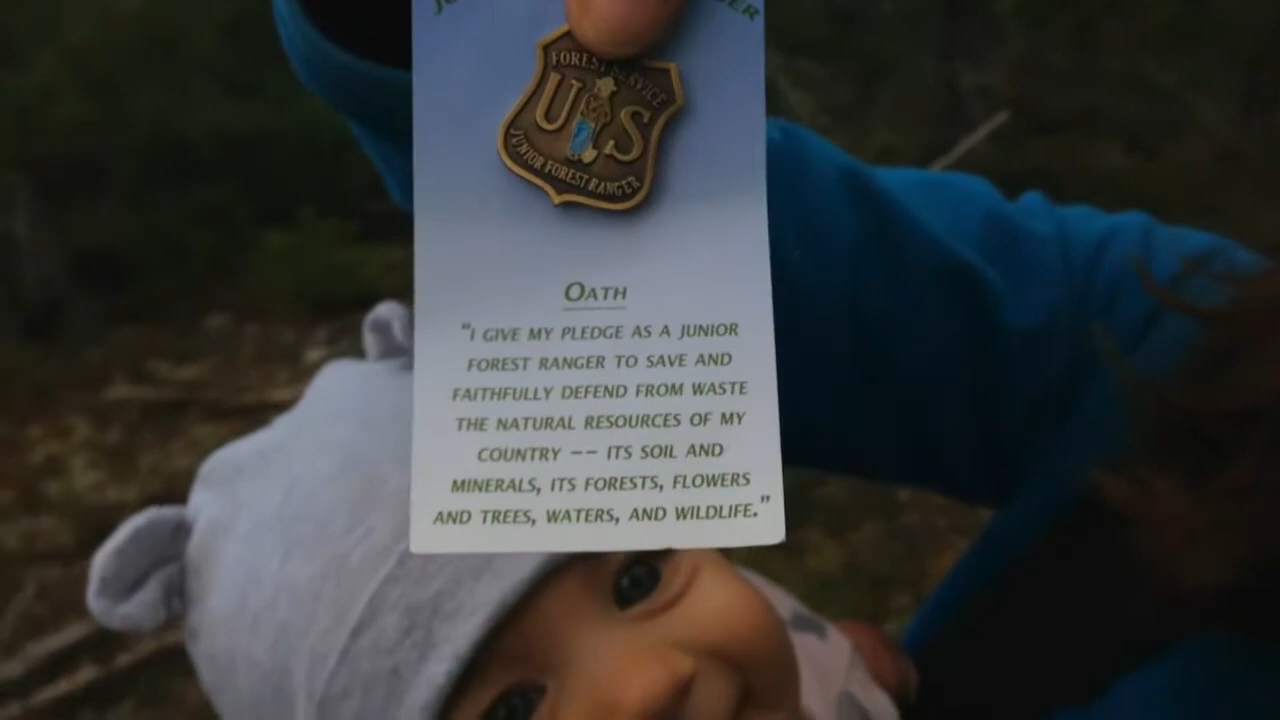 FOREST SERVICE
U S
JUNIOR FOREST RANGER
OATH
"I GIVE MY PLEDGE AS A JUNIOR
FOREST RANGER TO SAVE AND
FAITHFULLY DEFEND FROM WASTE
THE NATURAL RESOURCES OF MY
COUNTRY -- ITS SOIL AND
MINERALS, ITS FORESTS, FLOWERS
AND TREES, WATERS, AND WILDLIFE."